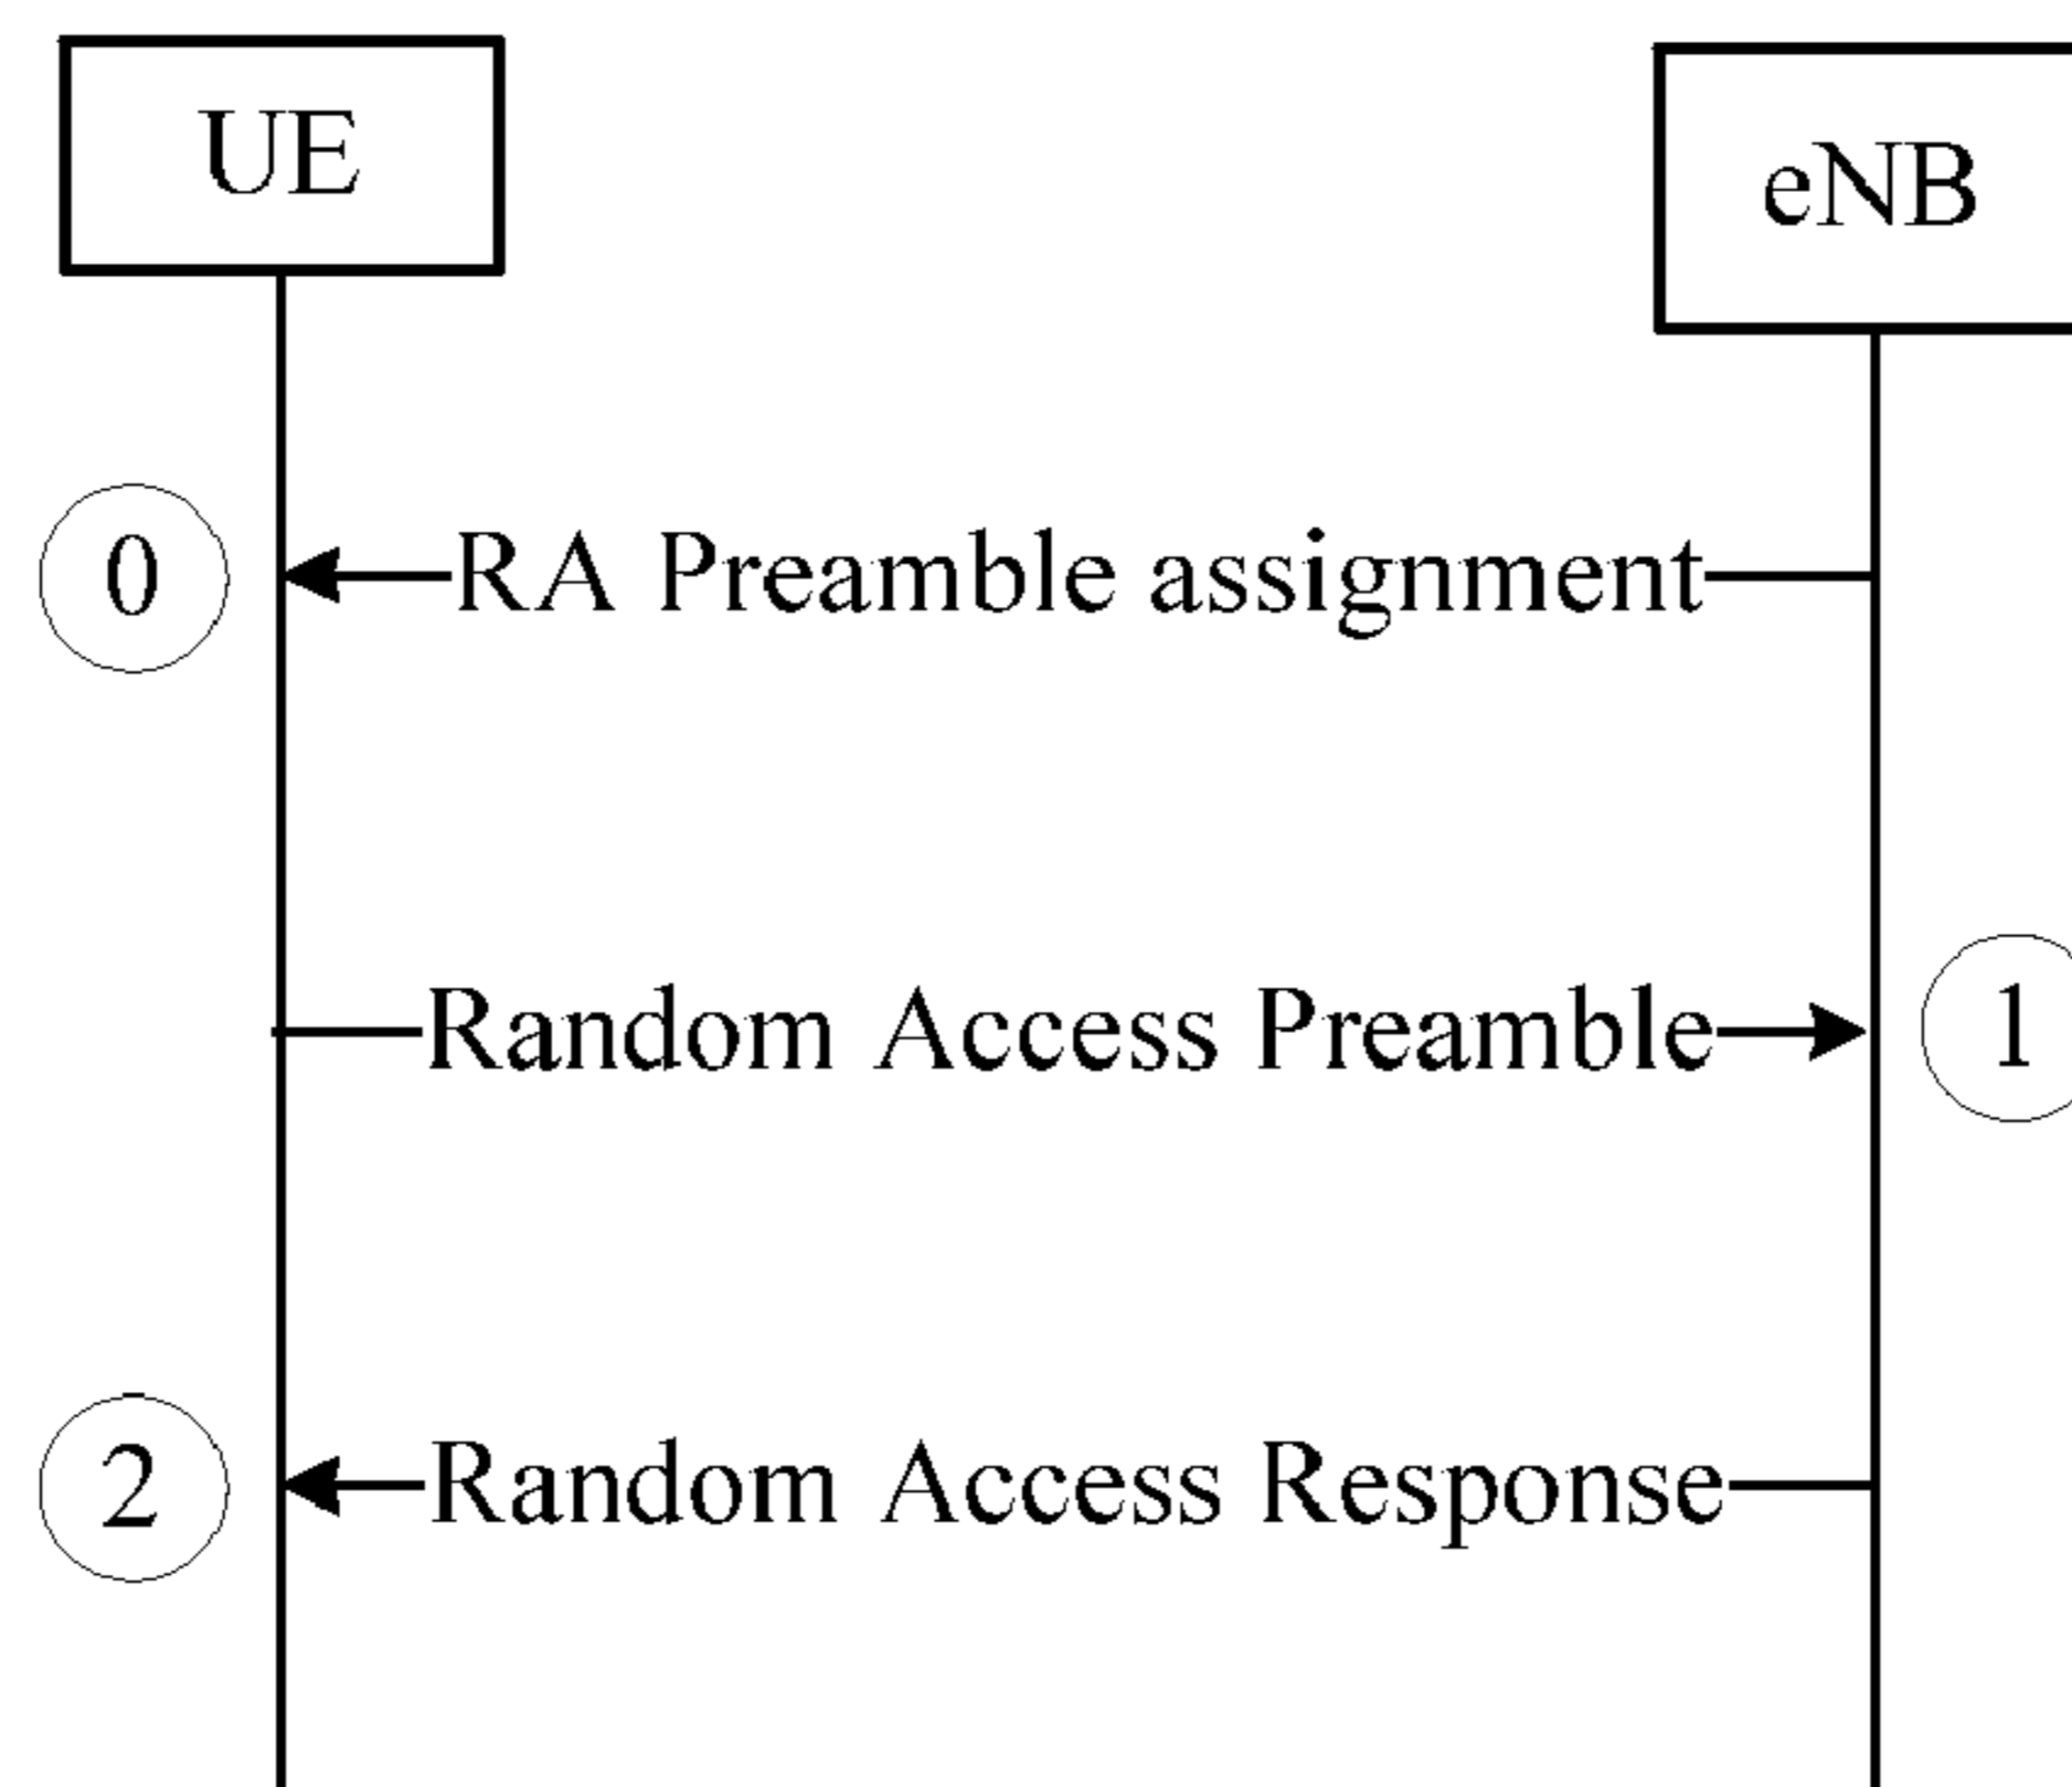 UE
eNB
0
RA Preamble assignment
Random Access Preamble
1
2
Random Access Response